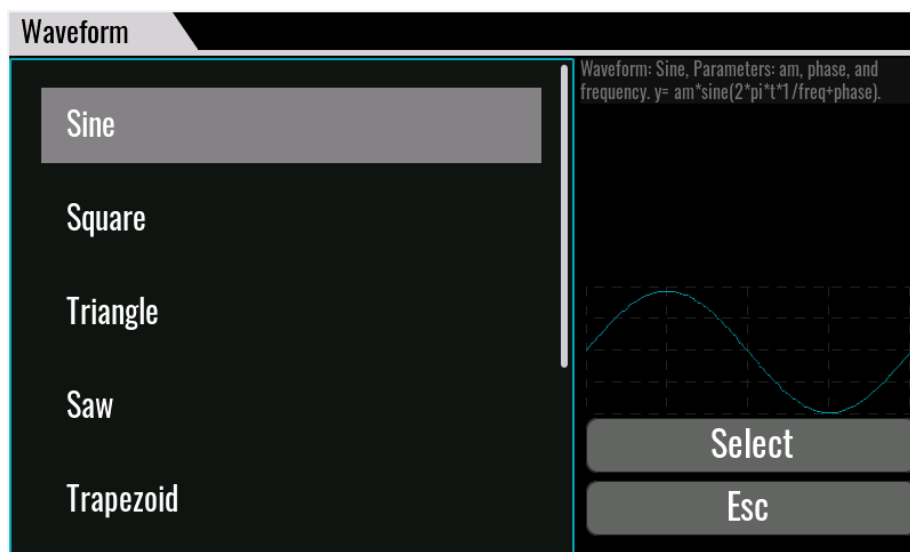 Waveform
Sine
Square
Triangle
Saw
Trapezoid
Waveform: Sine, Parameters: am, phase, and
frequency. y= am*sine(2*pi*t*1/freq+phase).
Select
Esc